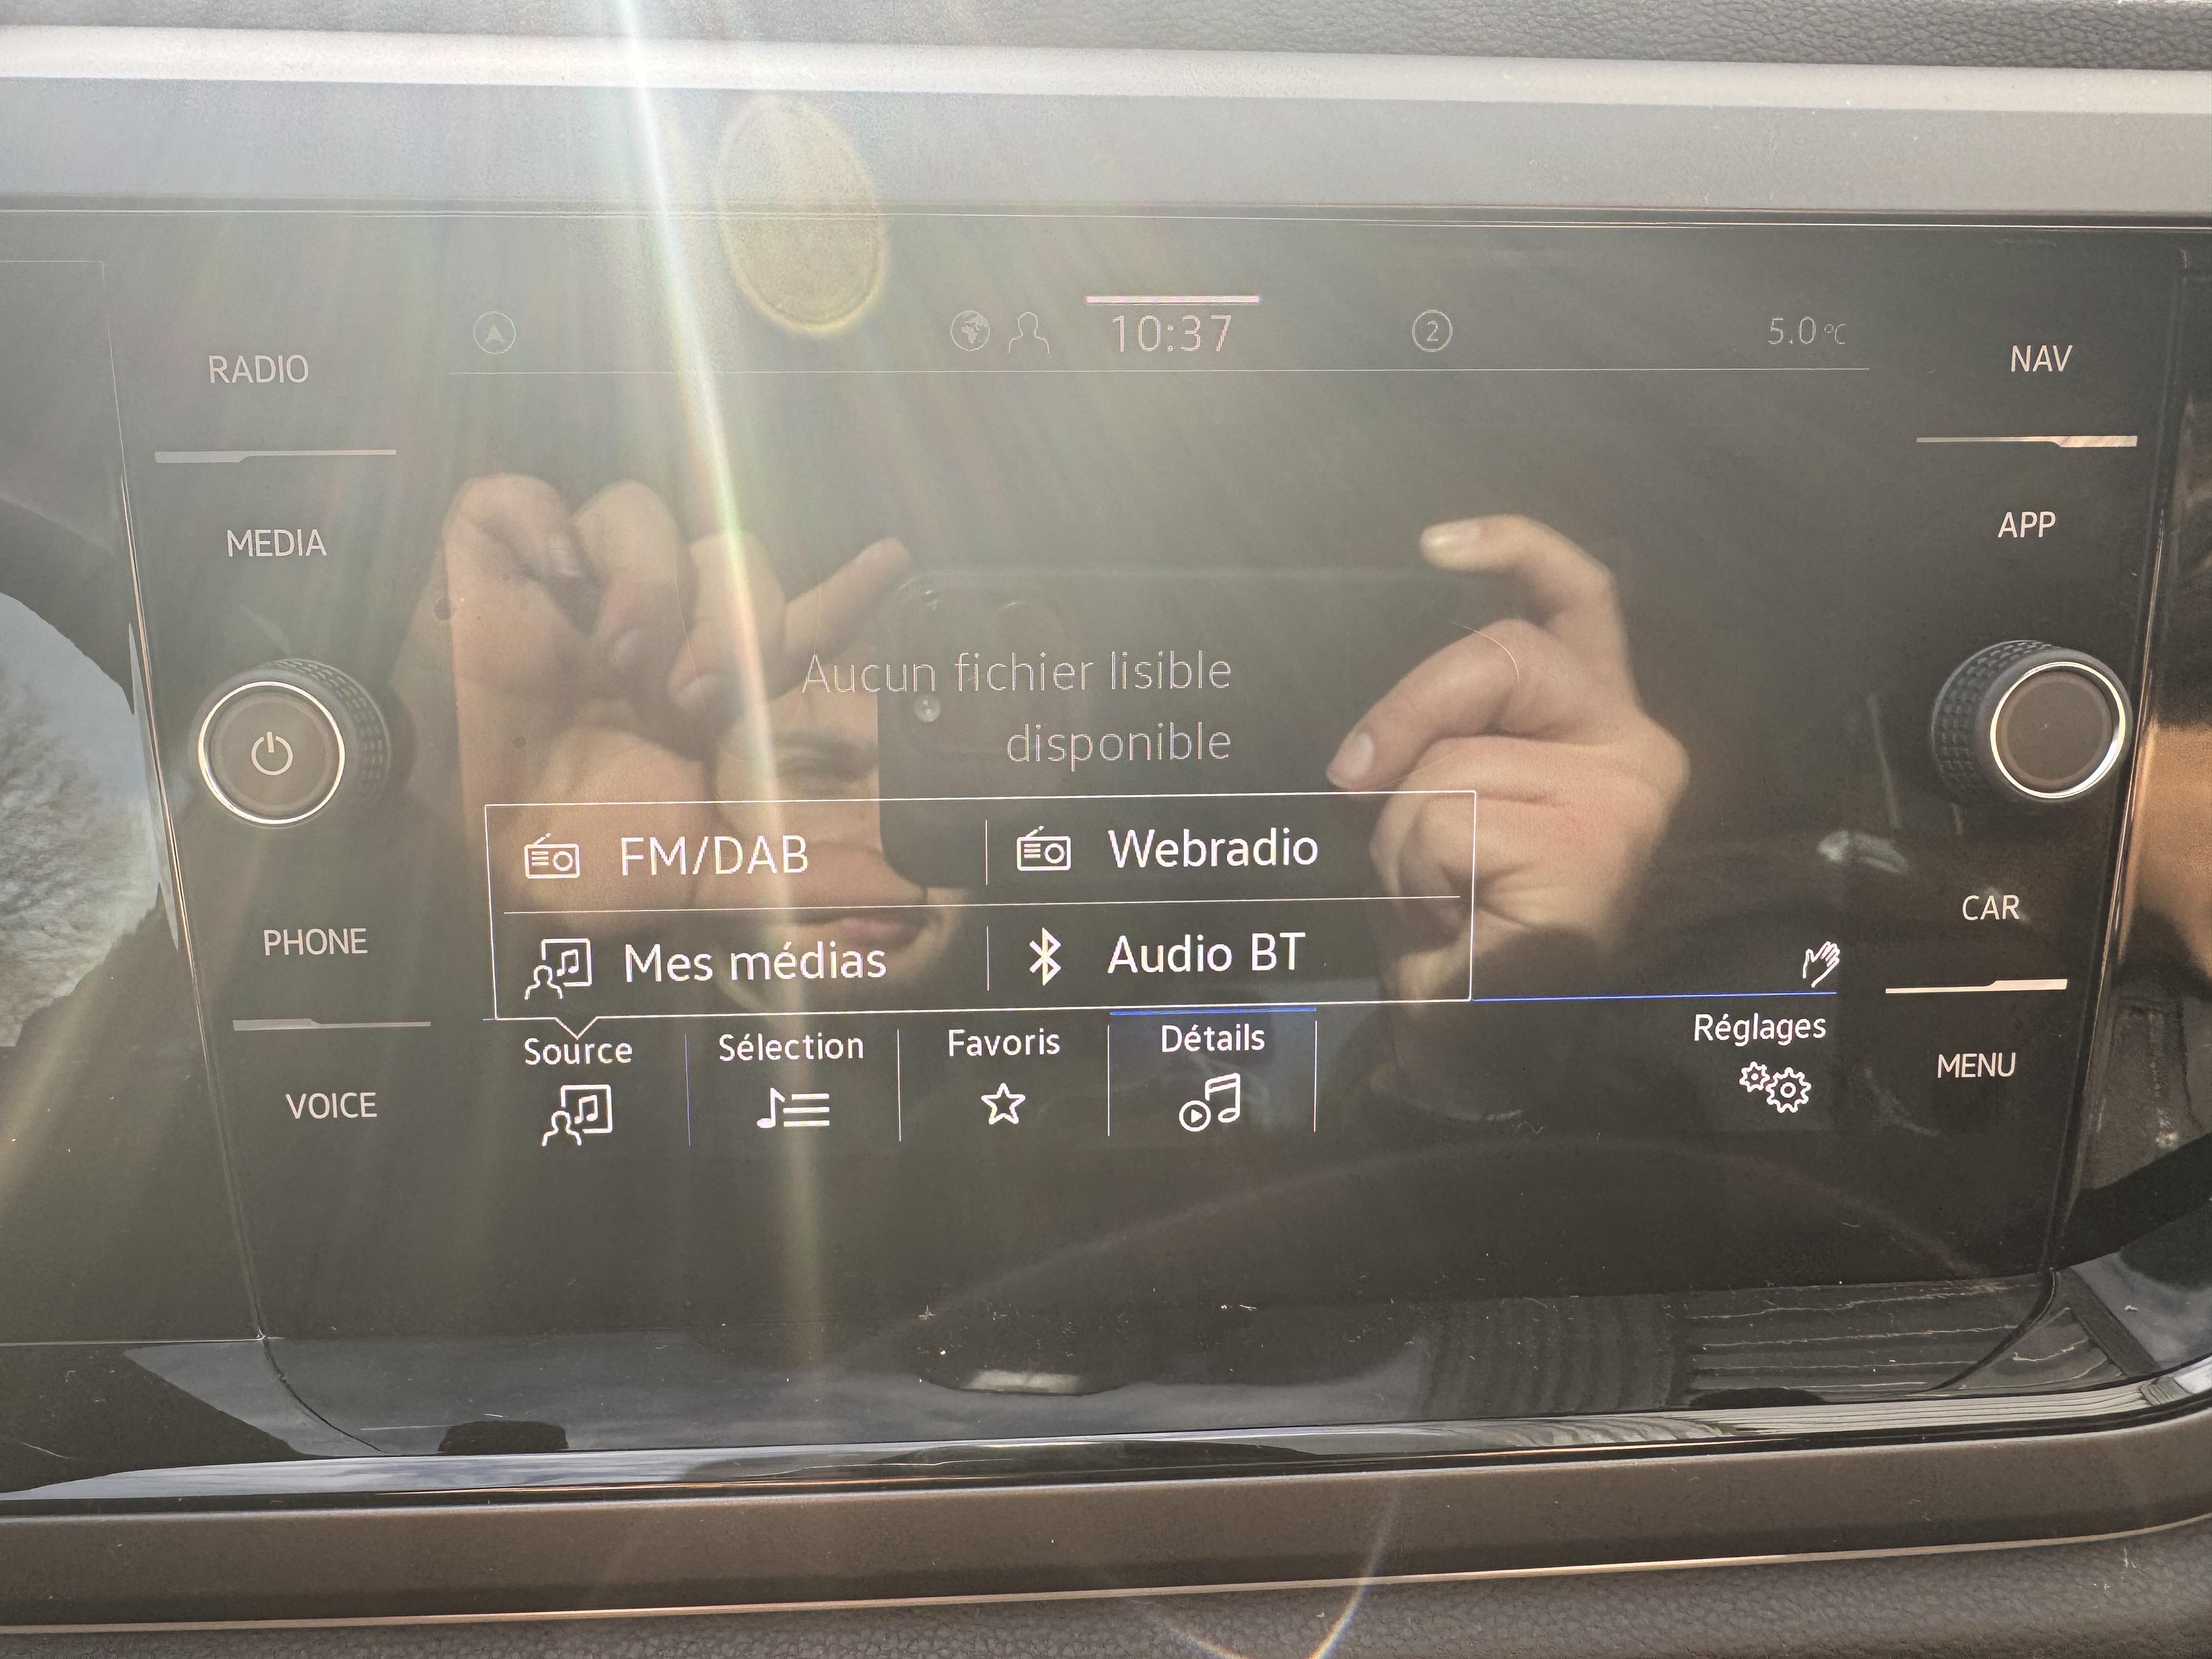 10:37
2
5.0 °C
RADIO
NAV
MEDIA
APP
Aucun fichier lisible
disponible
FM/DAB
Webradio
PHONE
CAR
Mes médias
Audio BT
Source
Sélection
Favoris
Détails
Réglages
VOICE
MENU